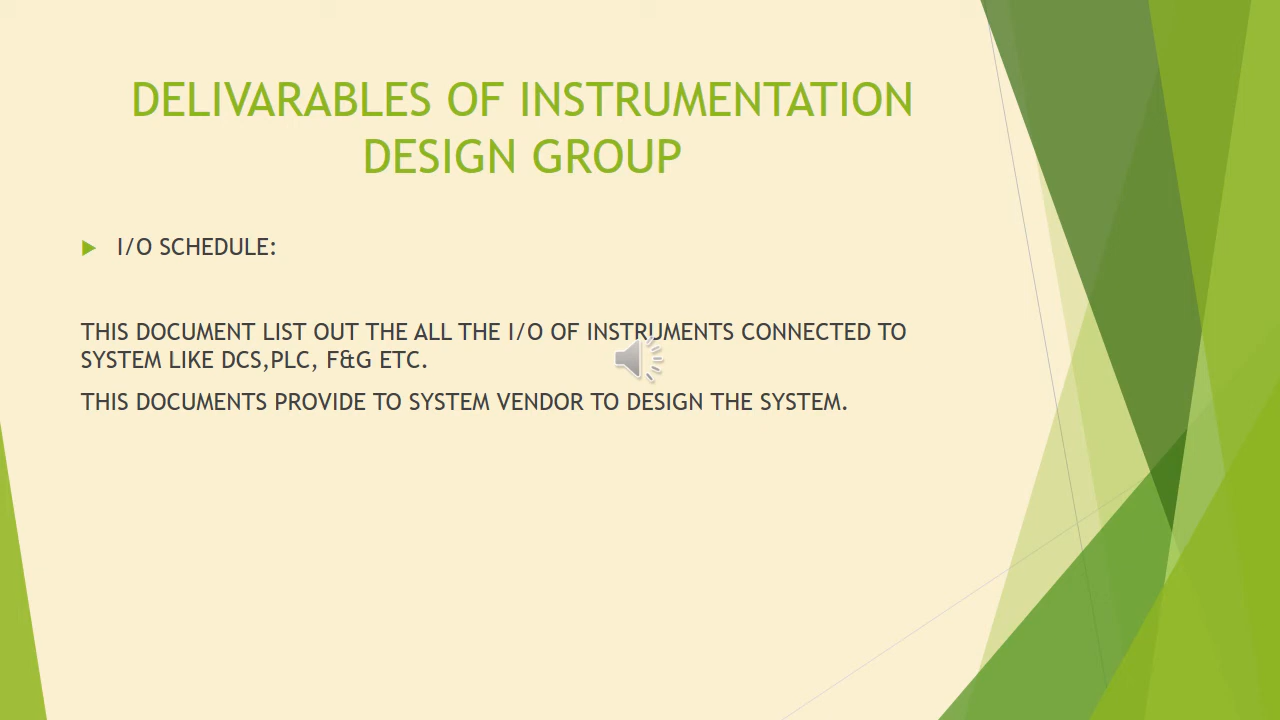 DELIVARABLES OF INSTRUMENTATION
DESIGN GROUP
I/O SCHEDULE:
THIS DOCUMENT LIST OUT THE ALL THE I/O OF INSTRUMENTS CONNECTED TO
SYSTEM LIKE DCS,PLC, F&G ETC.
THIS DOCUMENTS PROVIDE TO SYSTEM VENDOR TO DESIGN THE SYSTEM.